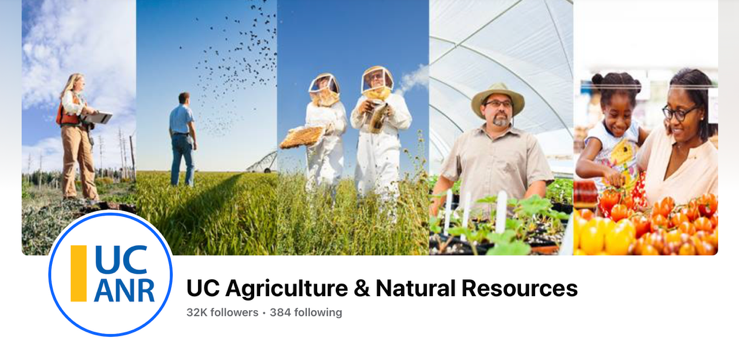 UC
ANR
UC Agriculture & Natural Resources
32K followers · 384 following